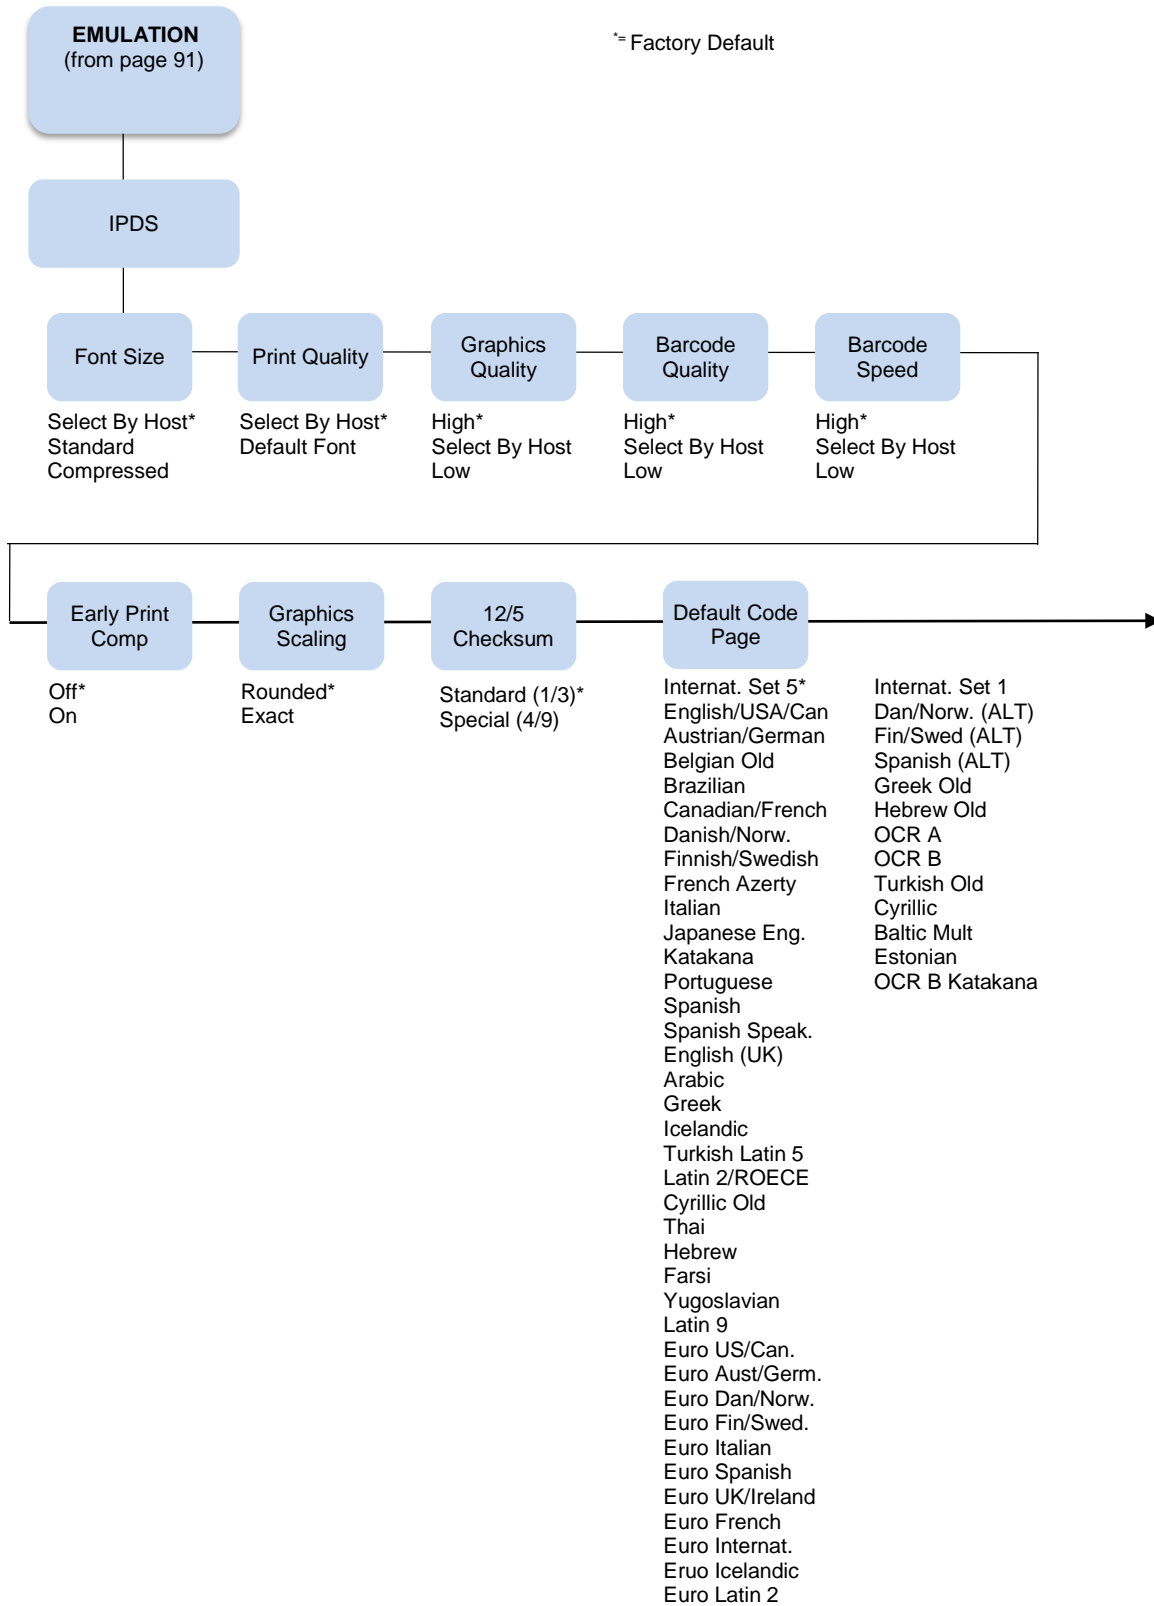 EMULATION
(from page 91)
*= Factory Default
IPDS
Font Size
Select By Host*
Standard
Compressed
Print Quality
Select By Host*
Default Font
Graphics
Quality
High*
Select By Host
Low
Barcode
Quality
High*
Select By Host
Low
Barcode
Speed
High*
Select By Host
Low
Early Print
Comp
Off*
On
Graphics
Scaling
Rounded*
Exact
12/5
Checksum
Standard (1/3)*
Special (4/9)
Default Code
Page
Internat. Set 5*
English/USA/Can
Austrian/German
Belgian Old
Brazilian
Canadian/French
Danish/Norw.
Finnish/Swedish
French Azerty
Italian
Japanese Eng.
Katakana
Portuguese
Spanish
Spanish Speak.
English (UK)
Arabic
Greek
Icelandic
Turkish Latin 5
Latin 2/ROECE
Cyrillic Old
Thai
Hebrew
Farsi
Yugoslavian
Latin 9
Euro US/Can.
Euro Aust/Germ.
Euro Dan/Norw.
Euro Fin/Swed.
Euro Italian
Euro Spanish
Euro UK/Ireland
Euro French
Euro Internat.
Eruo Icelandic
Euro Latin 2
Internat. Set 1
Dan/Norw. (ALT)
Fin/Swed (ALT)
Spanish (ALT)
Greek Old
Hebrew Old
OCR A
OCR B
Turkish Old
Cyrillic
Baltic Mult
Estonian
OCR B Katakana